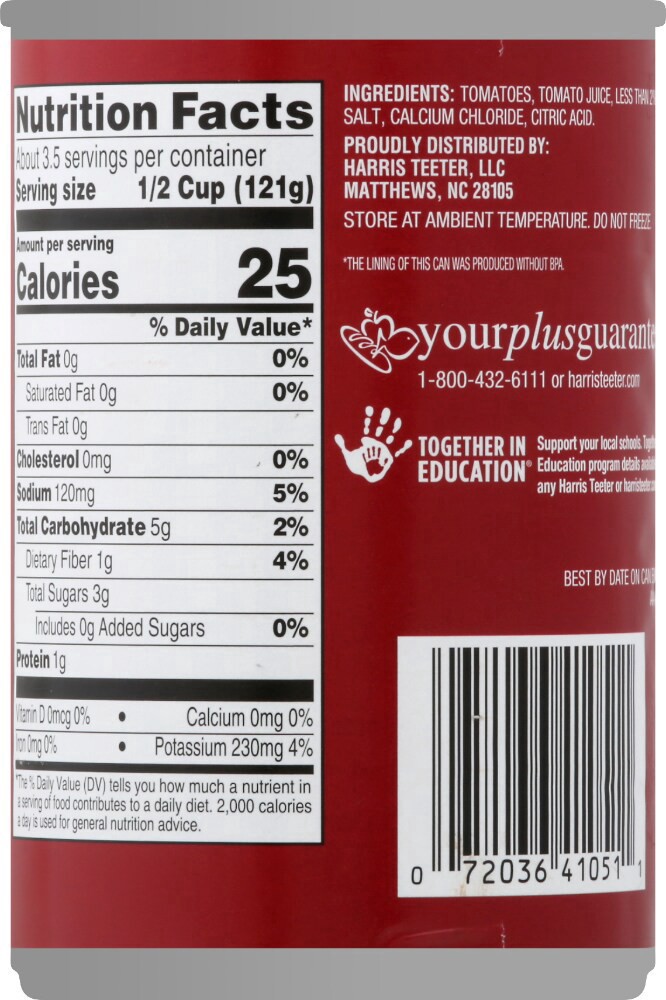 Nutrition Facts
About 3.5 servings per container
Serving size 1/2 Cup (121g)
Amount per serving
Calories 25
% Daily Value*
Total Fat 0g 0%
Saturated Fat 0g 0%
Trans Fat 0g
Cholesterol 0mg 0%
Sodium 120mg 5%
Total Carbohydrate 5g 2%
Dietary Fiber 1g 4%
Total Sugars 3g
Includes 0g Added Sugars 0%
Protein 1g
Vitamin D 0mcg 0% • Calcium 0mg 0%
Iron 0mg 0% • Potassium 230mg 4%
*The % Daily Value (DV) tells you how much a nutrient in
a serving of food contributes to a daily diet. 2,000 calories
a day is used for general nutrition advice.
INGREDIENTS: TOMATOES, TOMATO JUICE, LESS THAN
SALT, CALCIUM CHLORIDE, CITRIC ACID.
PROUDLY DISTRIBUTED BY:
HARRIS TEETER, LLC
MATTHEWS, NC 28105
STORE AT AMBIENT TEMPERATURE. DO NOT FREEZE.
*THE LINING OF THIS CAN WAS PRODUCED WITHOUT BPA.
yourplusguarante
1-800-432-6111 or harristeeter.com
TOGETHER IN
EDUCATION®
Support your local schools.
Education program details
any Harris Teeter or
BEST BY DATE ON CAN
0 72036 41051 1